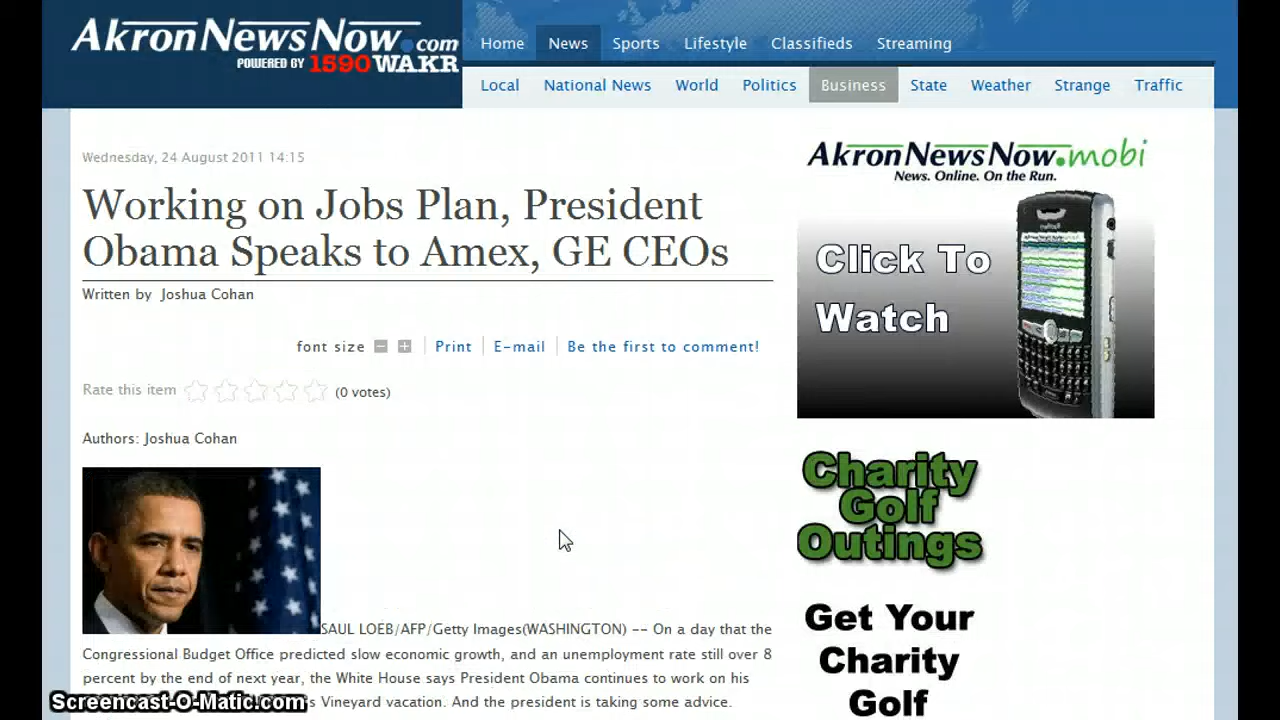 AkronNewsNow.com
POWERED BY 1590WAKR
Home News Sports Lifestyle Classifieds Streaming
Local National News World Politics Business State Weather Strange Traffic
Wednesday, 24 August 2011 14:15
Working on Jobs Plan, President
Obama Speaks to Amex, GE CEOs
Written by Joshua Cohan
font size Print E-mail Be the first to comment!
Rate this item (0 votes)
Authors: Joshua Cohan
SAUL LOEB/AFP/Getty Images(WASHINGTON) -- On a day that the
Congressional Budget Office predicted slow economic growth, and an unemployment rate still over 8
percent by the end of next year, the White House says President Obama continues to work on his
s Vineyard vacation. And the president is taking some advice.
AkronNewsNow.mobi
News. Online. On the Run.
Click To
Watch
Charity
Golf
Outings
Get Your
Charity
Golf
Screencast-O-Matic.com